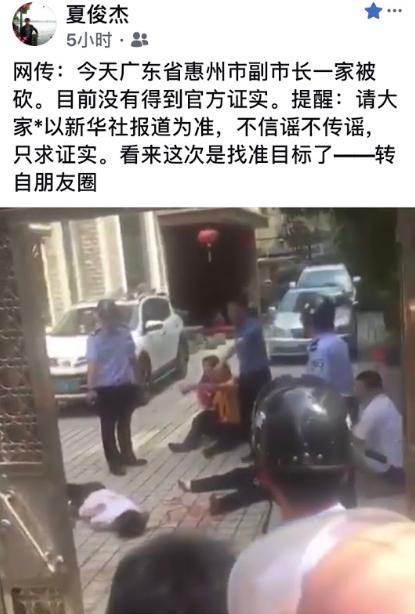 夏俊杰
5小时 ·
网传：今天广东省惠州市副市长一家被
砍。目前没有得到官方证实。提醒：请大
家*以新华社报道为准，不信谣不传谣，
只求证实。看来这次是找准目标了——转
自朋友圈